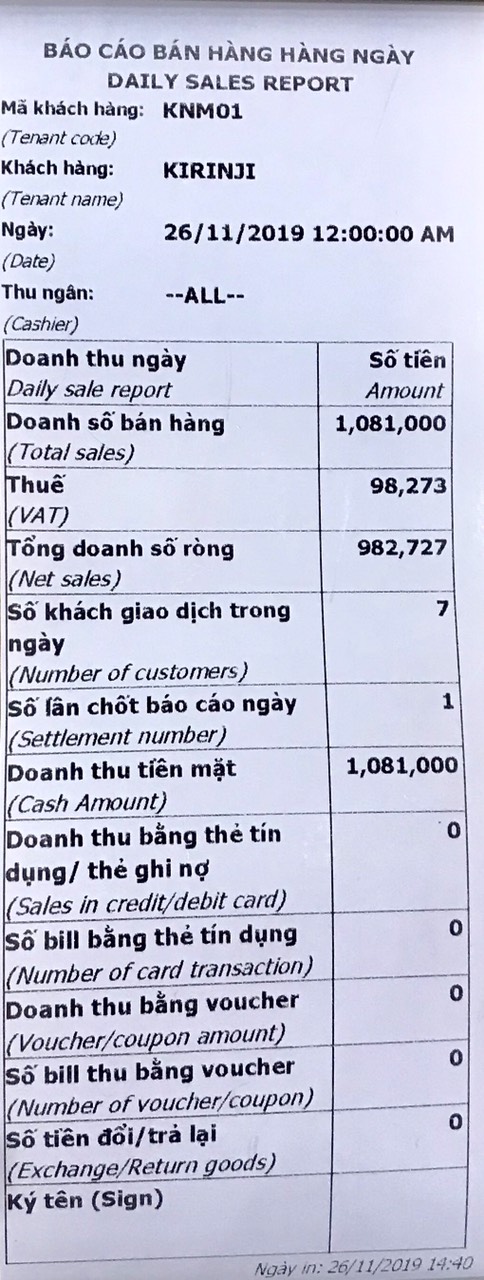 BÁO CÁO BÁN HÀNG HÀNG NGÀY
DAILY SALES REPORT
Mã khách hàng: KNM01
(Tenant code)
Khách hàng: KIRINJI
(Tenant name)
Ngày: 26/11/2019 12:00:00 AM
(Date)
Thu ngân: --ALL--
(Cashier)
Doanh thu ngày Số tiền
Daily sale report Amount
Doanh số bán hàng 1,081,000
(Total sales)
Thuế 98,273
(VAT)
Tổng doanh số ròng 982,727
(Net sales)
Số khách giao dịch trong 7
ngày
(Number of customers)
Số lần chốt báo cáo ngày 1
(Settlement number)
Doanh thu tiền mặt 1,081,000
(Cash Amount)
Doanh thu bằng thẻ tín 0
dụng/ thẻ ghi nợ
(Sales in credit/debit card)
Số bill bằng thẻ tín dụng 0
(Number of card transaction)
Doanh thu bằng voucher 0
(Voucher/coupon amount)
Số bill thu bằng voucher 0
(Number of voucher/coupon)
Số tiền đổi/trả lại 0
(Exchange/Return goods)
Ký tên (Sign)
Ngày in: 26/11/2019 14:40